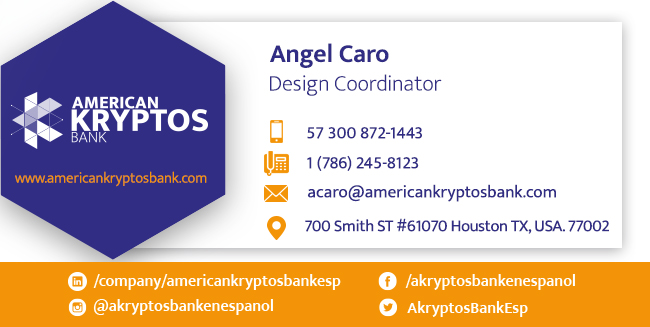 AMERICAN
KRYPTOS
BANK
www.americankryptosbank.com
Angel Caro
Design Coordinator
57 300 872-1443
1 (786) 245-8123
acaro@americankryptosbank.com
700 Smith ST #61070 Houston TX, USA. 77002
/company/americankryptosbankesp
/akryptosbankenespanol
@akryptosbankenespanol
AkryptosBankEsp